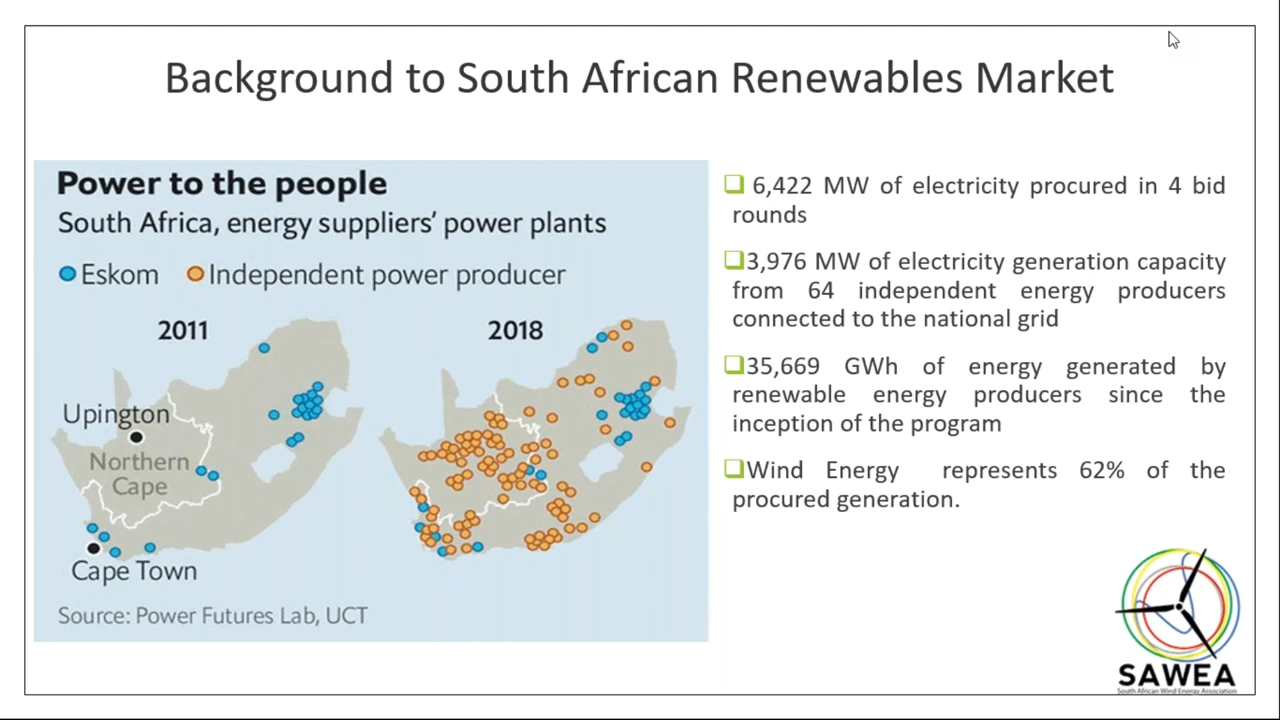 Background to South African Renewables Market
Power to the people
South Africa, energy suppliers' power plants
Eskom Independent power producer
2011
2018
Upington
Northern
Cape
Cape Town
Source: Power Futures Lab, UCT
6,422 MW of electricity procured in 4 bid
rounds
3,976 MW of electricity generation capacity
from 64 independent energy producers
connected to the national grid
35,669 GWh of energy generated by
renewable energy producers since the
inception of the program
Wind Energy represents 62% of the
procured generation.
SAWEA
South African Wind Energy Association